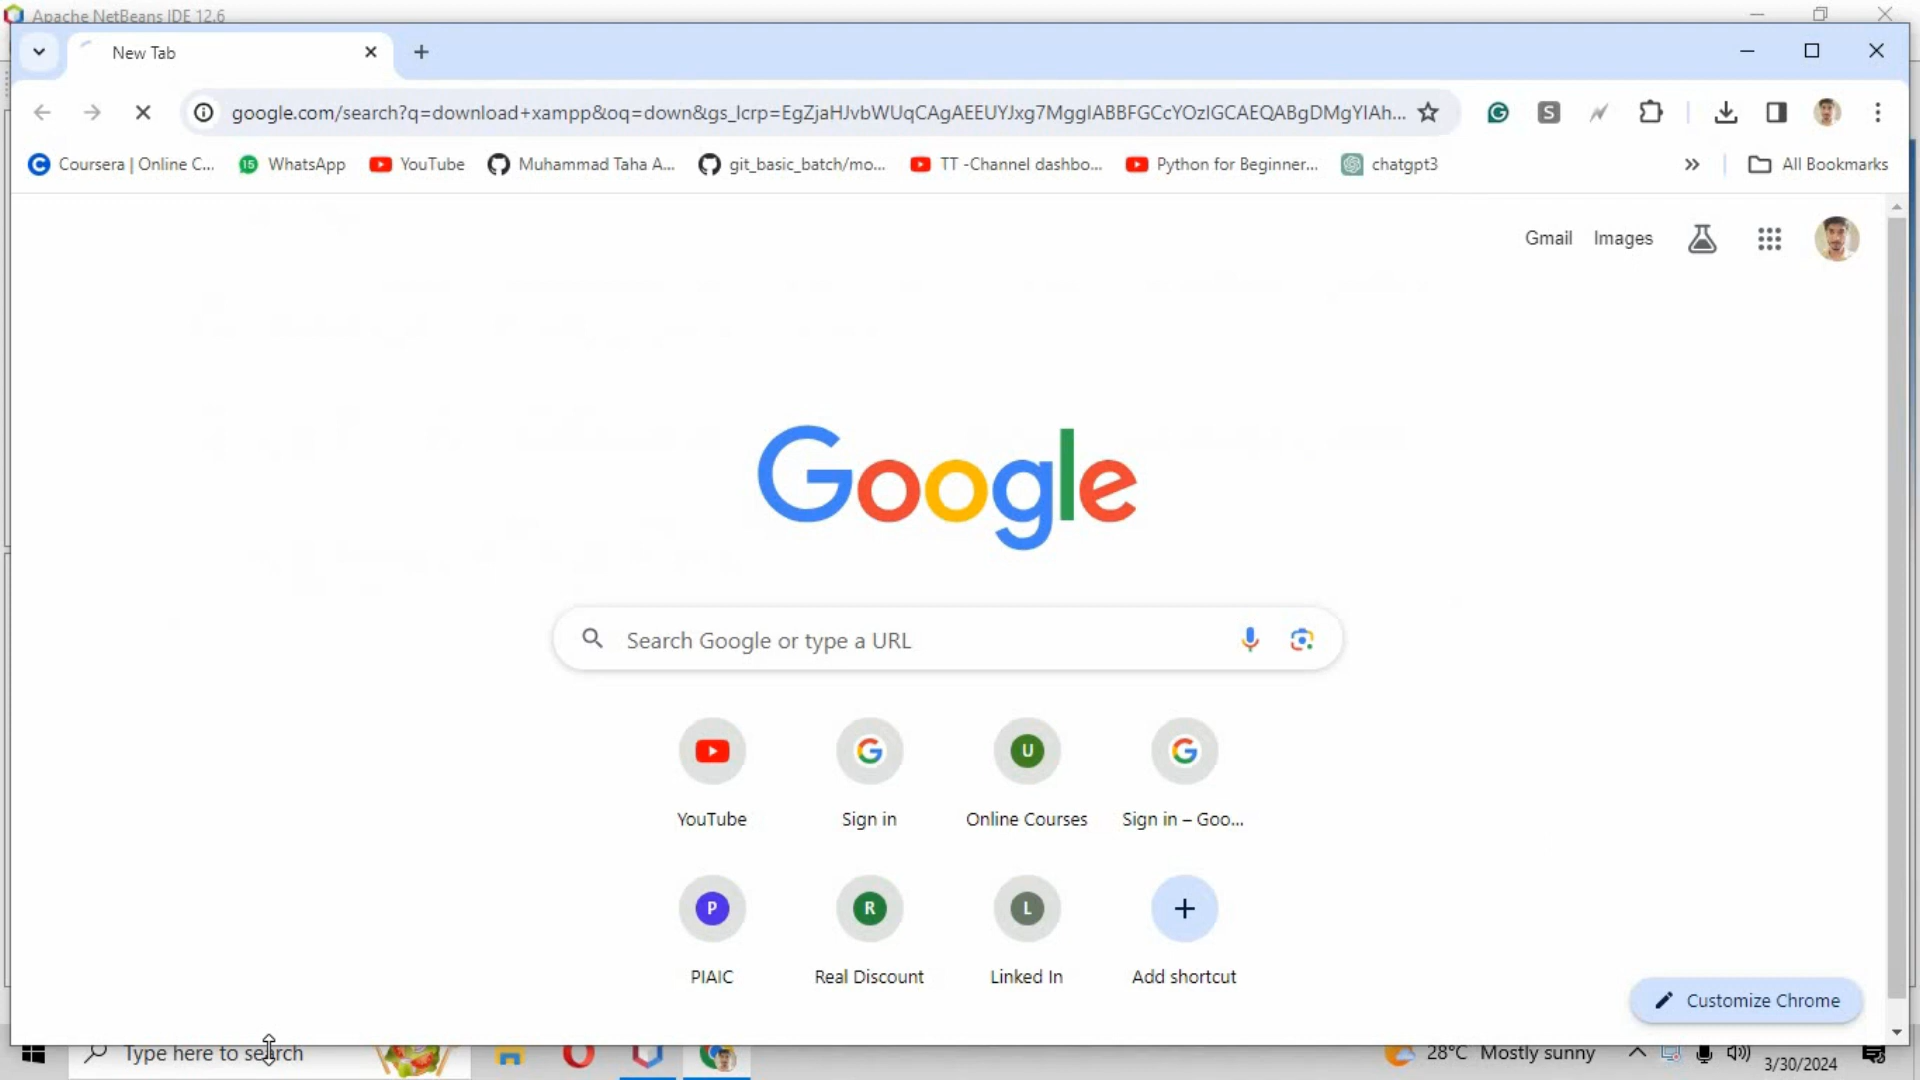 Apache NetBeans IDE 12.6
New Tab
google.com/search?q=download+xampp&oq=down&gs_lcrp=EgZjaHJvbWUqCAgAEEUYJxg7MggIABBFGCcYOzIGCAEQABgDMgYIAh...
Coursera | Online C... 15 WhatsApp YouTube Muhammad Taha A... git_basic_batch/mo... TT -Channel dashbo... Python for Beginner... chatgpt3 » All Bookmarks
Gmail Images
Google
Search Google or type a URL
YouTube Sign in Online Courses Sign in – Goo...
PIAIC Real Discount Linked In Add shortcut
Customize Chrome
Type here to search 28°C Mostly sunny 3/30/2024